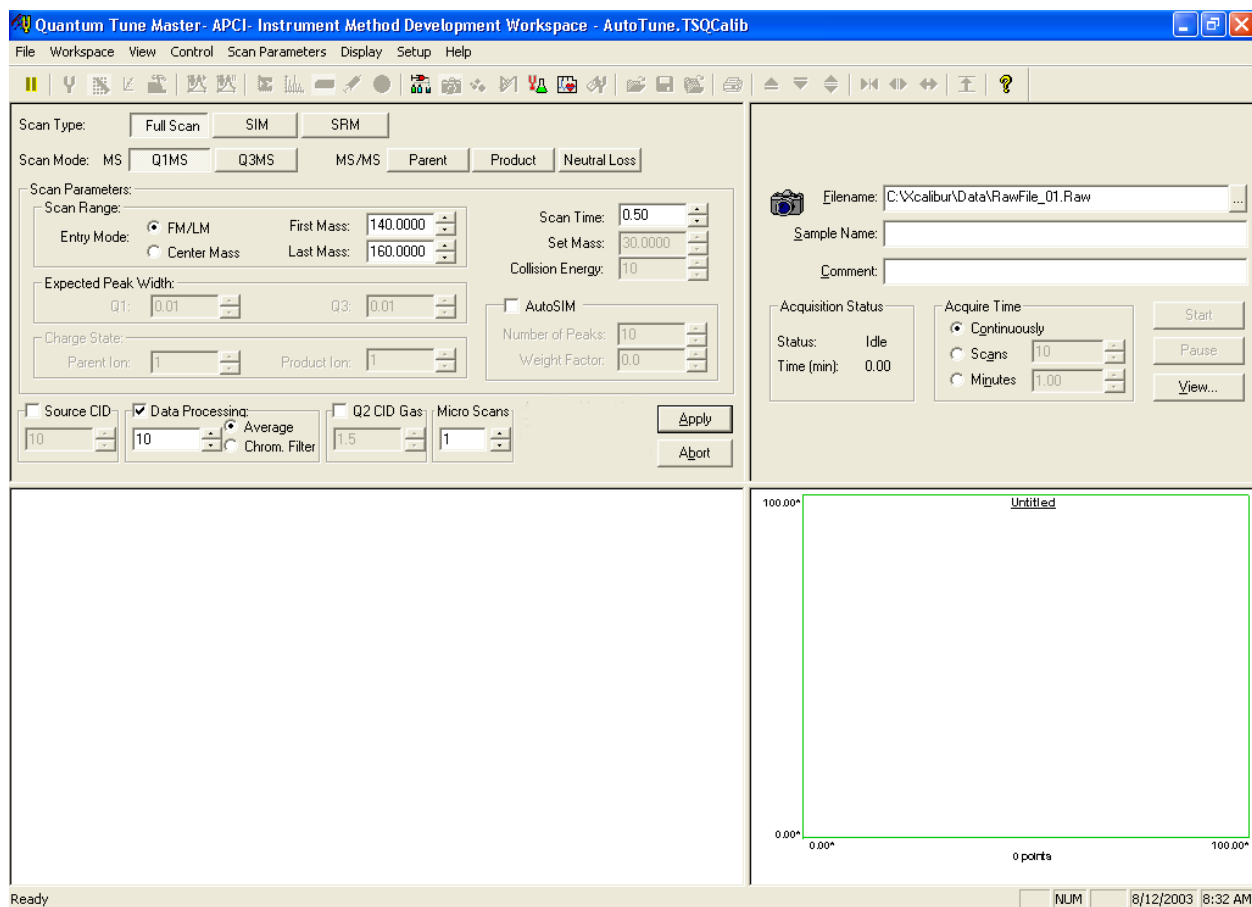 Quantum Tune Master- APCI- Instrument Method Development Workspace - AutoTune.TSQCalib
File Workspace View Control Scan Parameters Display Setup Help
Scan Type: Full Scan SIM SRM
Scan Mode: MS Q1MS Q3MS MS/MS Parent Product Neutral Loss
Scan Parameters:
Scan Range:
Entry Mode: FM/LM First Mass: 140.0000
Center Mass Last Mass: 160.0000
Scan Time: 0.50
Set Mass: 30.0000
Collision Energy: 10
Expected Peak Width:
Q1: 0.01 Q3: 0.01
Charge State:
Parent Ion: 1 Product Ion: 1
AutoSIM
Number of Peaks: 10
Weight Factor: 0.0
Source CID
10
Data Processing:
10 Average
Chrom. Filter
Q2 CID Gas
1.5
Micro Scans
1
Apply
Abort
Filename: C:\Xcalibur\Data\RawFile_01.Raw ...
Sample Name:
Comment:
Acquisition Status
Status: Idle
Time (min): 0.00
Acquire Time
Continuously
Scans 10
Minutes 1.00
Start
Pause
View...
Untitled
100.00*
0.00*
0.00* 100.00*
0 points
Ready NUM 8/12/2003 8:32 AM